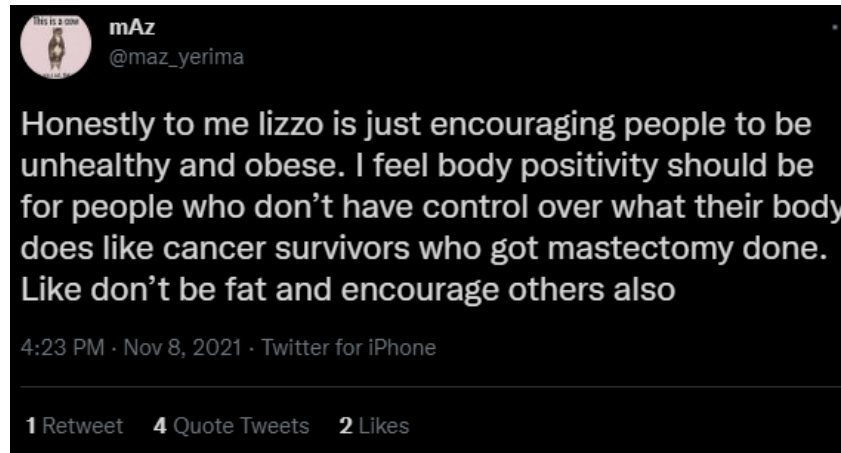 This is a cow
mAz
@maz_yerima
Honestly to me lizzo is just encouraging people to be
unhealthy and obese. I feel body positivity should be
for people who don’t have control over what their body
does like cancer survivors who got mastectomy done.
Like don’t be fat and encourage others also
4:23 PM · Nov 8, 2021 · Twitter for iPhone
1 Retweet 4 Quote Tweets 2 Likes